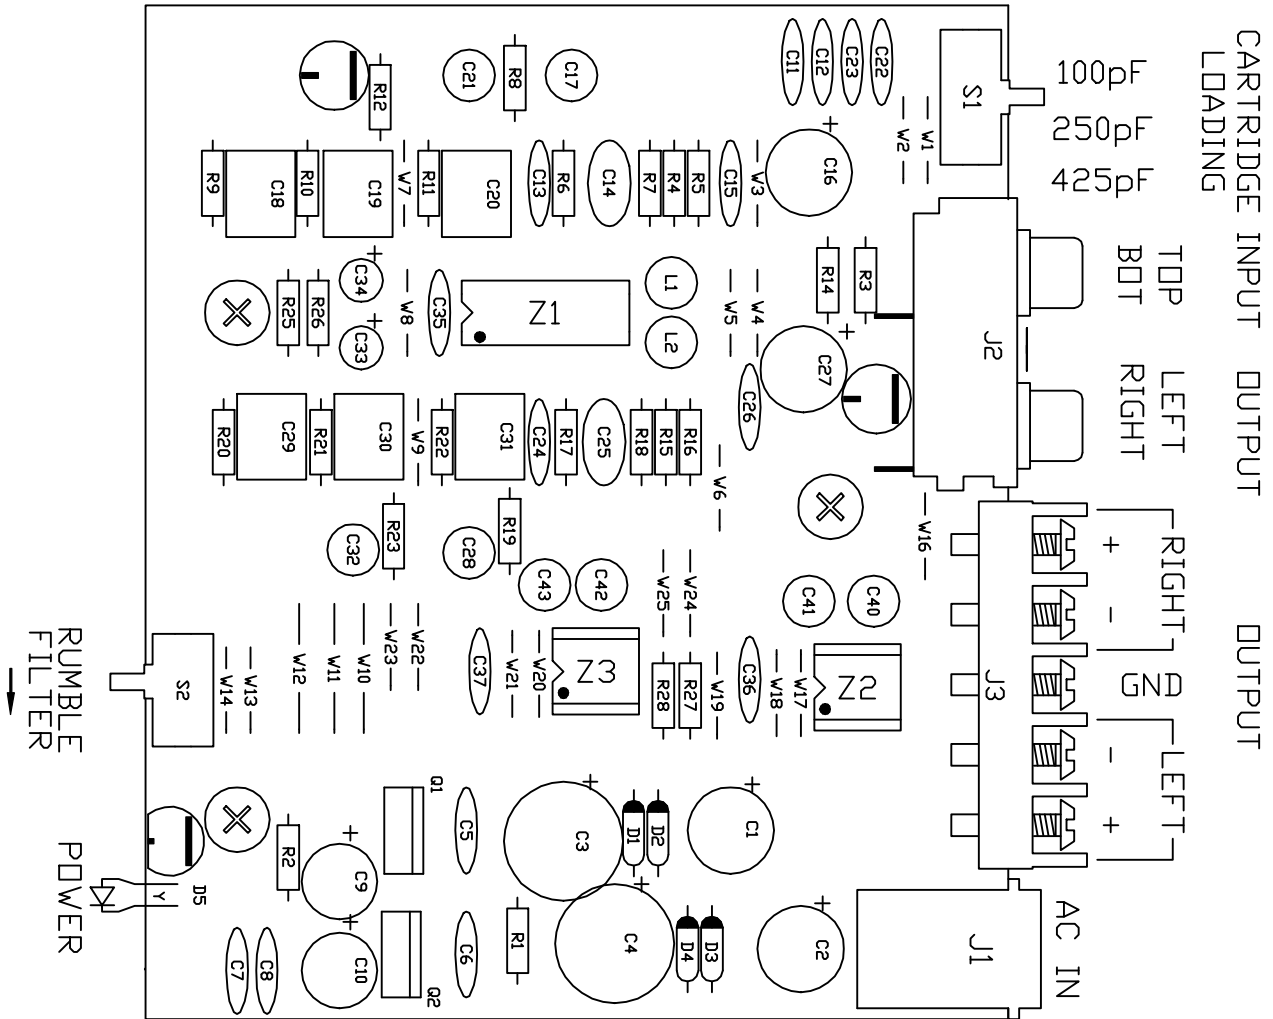 CARTRIDGE INPUT
LOADING
100pF
250pF
425pF
TOP
BOT
OUTPUT
LEFT
RIGHT
OUTPUT
RIGHT
+
-
GND
-
+
LEFT
AC IN
C11
C12
C23
C22
S1
W2
W1
R12
C21
R8
C17
+
C16
R9
C18
R10
C19
W7
R11
C20
C13
R6
C14
R7
R4
R5
C15
W3
R14
R3
J2
+
C34
+
C33
R25
R26
W8
C35
Z1
L1
L2
W5
W4
+
C27
C26
R20
C29
R21
C30
W9
R22
C31
C24
R17
C25
R18
R15
R16
W6
W16
C32
R23
C28
R19
C43
C42
W25
W24
C41
C40
S2
W14
W13
W12
W11
W10
W23
W22
C37
W21
W20
Z3
R28
R27
W19
C36
W18
W17
Z2
J3
Q1
C5
+
C3
D1
D2
+
C1
R2
+
C9
D5
Y
+
C10
Q2
C7
C8
C6
R1
+
C4
D4
D3
+
C2
J1
RUMBLE
FILTER
POWER